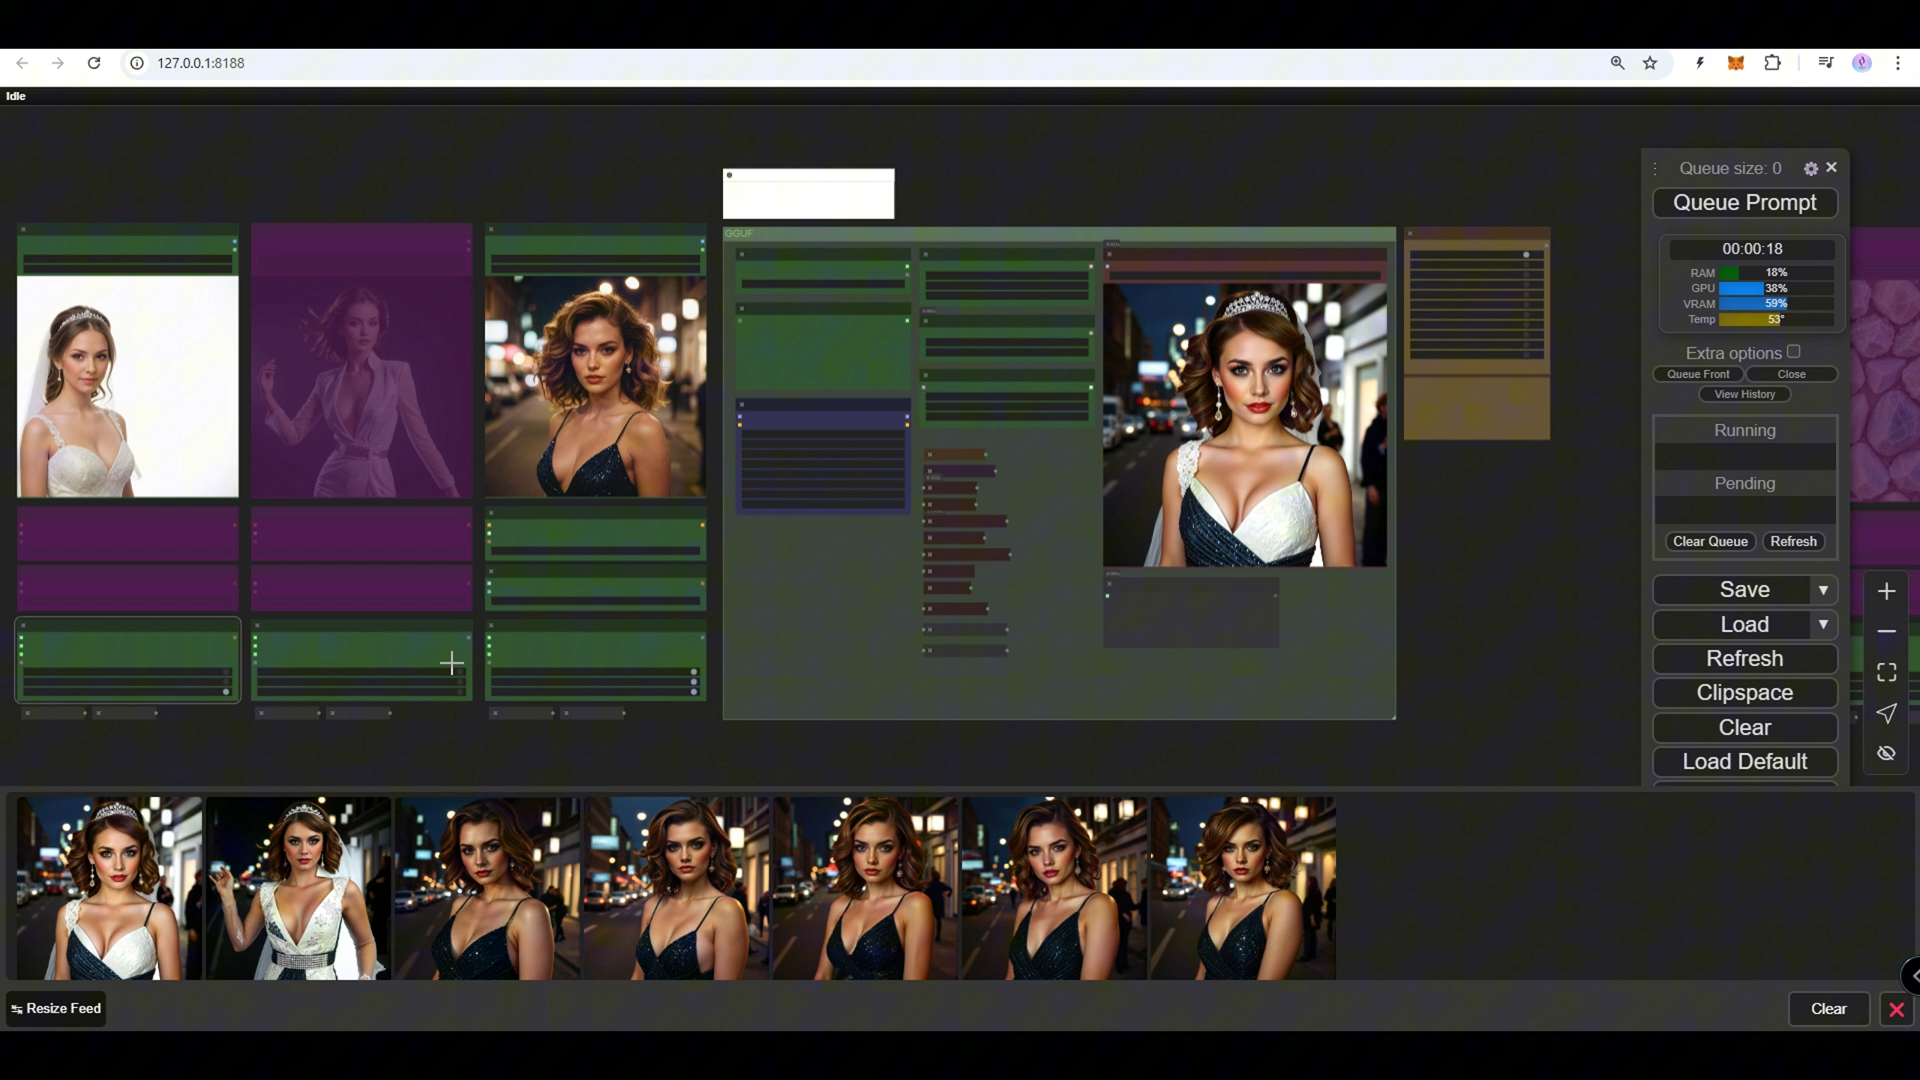 127.0.0.1:8188
Idle
GGUF
Queue size: 0
Queue Prompt
00:00:18
RAM 18%
GPU 38%
VRAM 59%
Temp 53°
Extra options
Queue Front
Close
View History
Running
Pending
Clear Queue
Refresh
Save
Load
Refresh
Clipspace
Clear
Load Default
Resize Feed
Clear